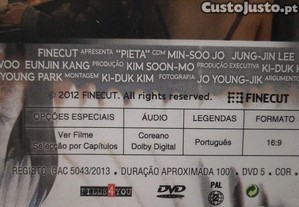 CustoJusto.pt
FINECUT APRESENTA "PIETA" COM MIN-SOO JO JUNG-JIN LEE
WOO EUNJIN KANG PRODUÇÃO KIM SOON-MO PRODUÇÃO EXECUTIVA KI-DU
YOUNG PARK MONTAGEM KI-DUK KIM FOTOGRAFIA JO YOUNG-JIK
© 2012 FINECUT. All rights reserved. FINECUT
OPÇÕES ESPECIAIS ÁUDIO LEGENDAS FORMATO
Ver Filme Coreano Português 16:9
Selecção por Capítulos Dolby Digital
REGISTO IGAC 5043/2013 • DURAÇÃO APROXIMADA 100' • DVD 5 • COR •
FILMS4YOU DVD PAL